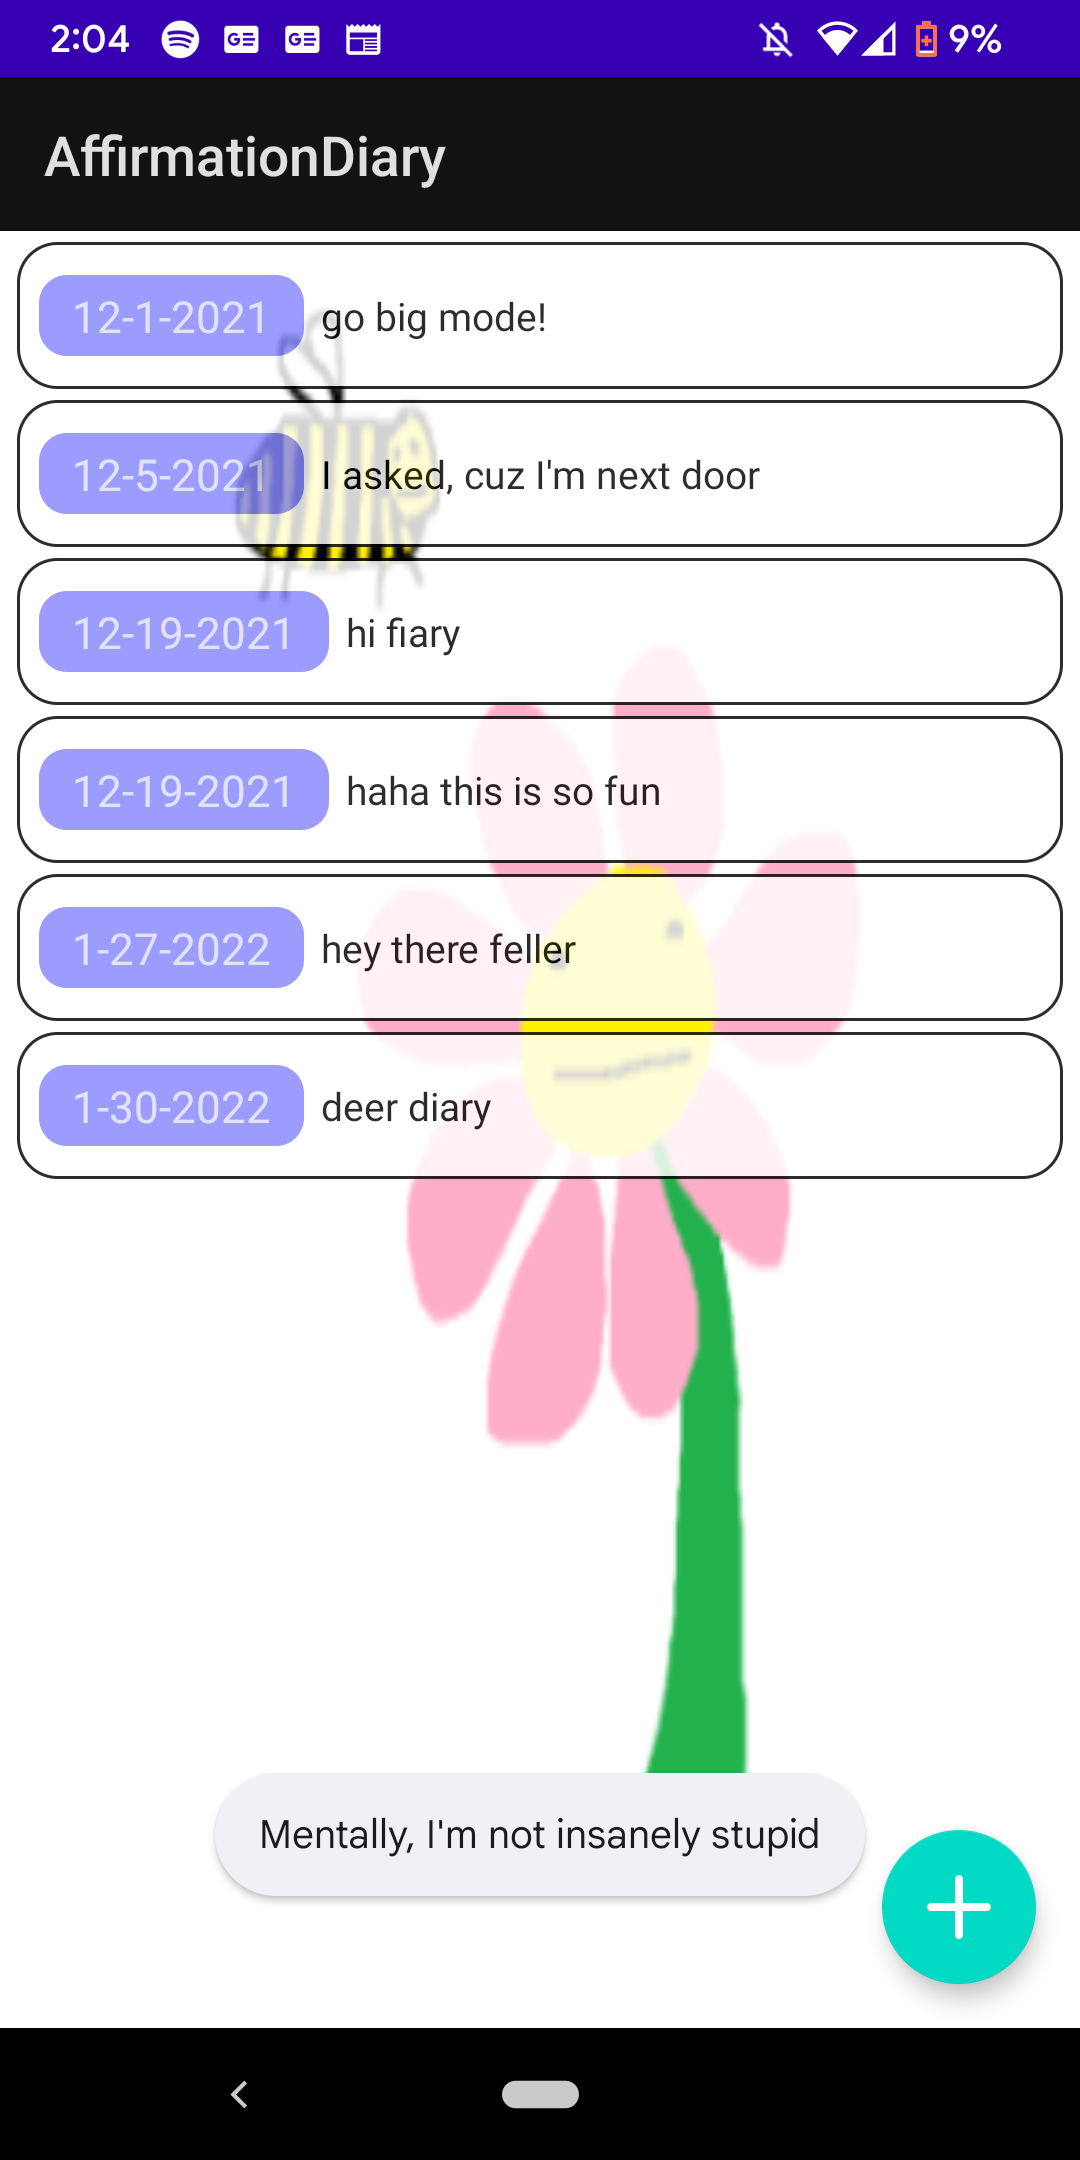 2:04 GE GE 9%
AffirmationDiary
12-1-2021 go big mode!
12-5-2021 I asked, cuz I'm next door
12-19-2021 hi fiary
12-19-2021 haha this is so fun
1-27-2022 hey there feller
1-30-2022 deer diary
Mentally, I'm not insanely stupid